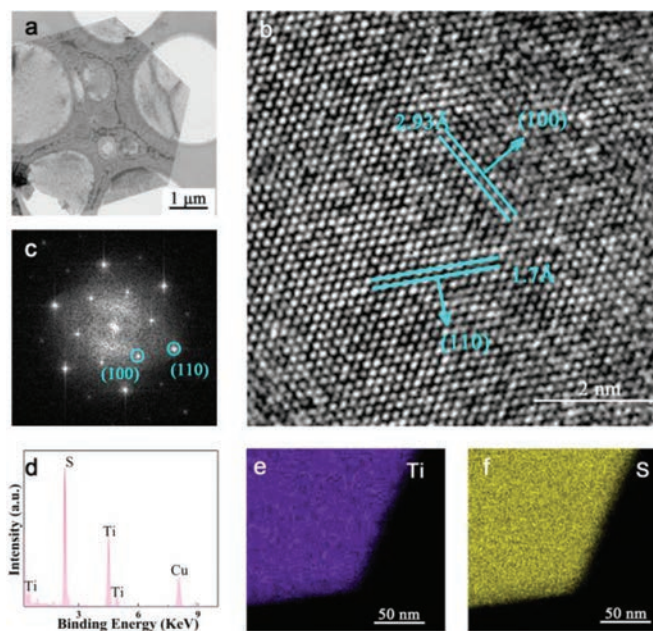 a
1 μm
b
2.93Å
(100)
1.7Å
(110)
2 nm
c
(100)
(110)
d
S
Ti
Ti
Ti
Cu
Intensity (a.u.)
3
6
9
Binding Energy (KeV)
e
Ti
50 nm
f
S
50 nm